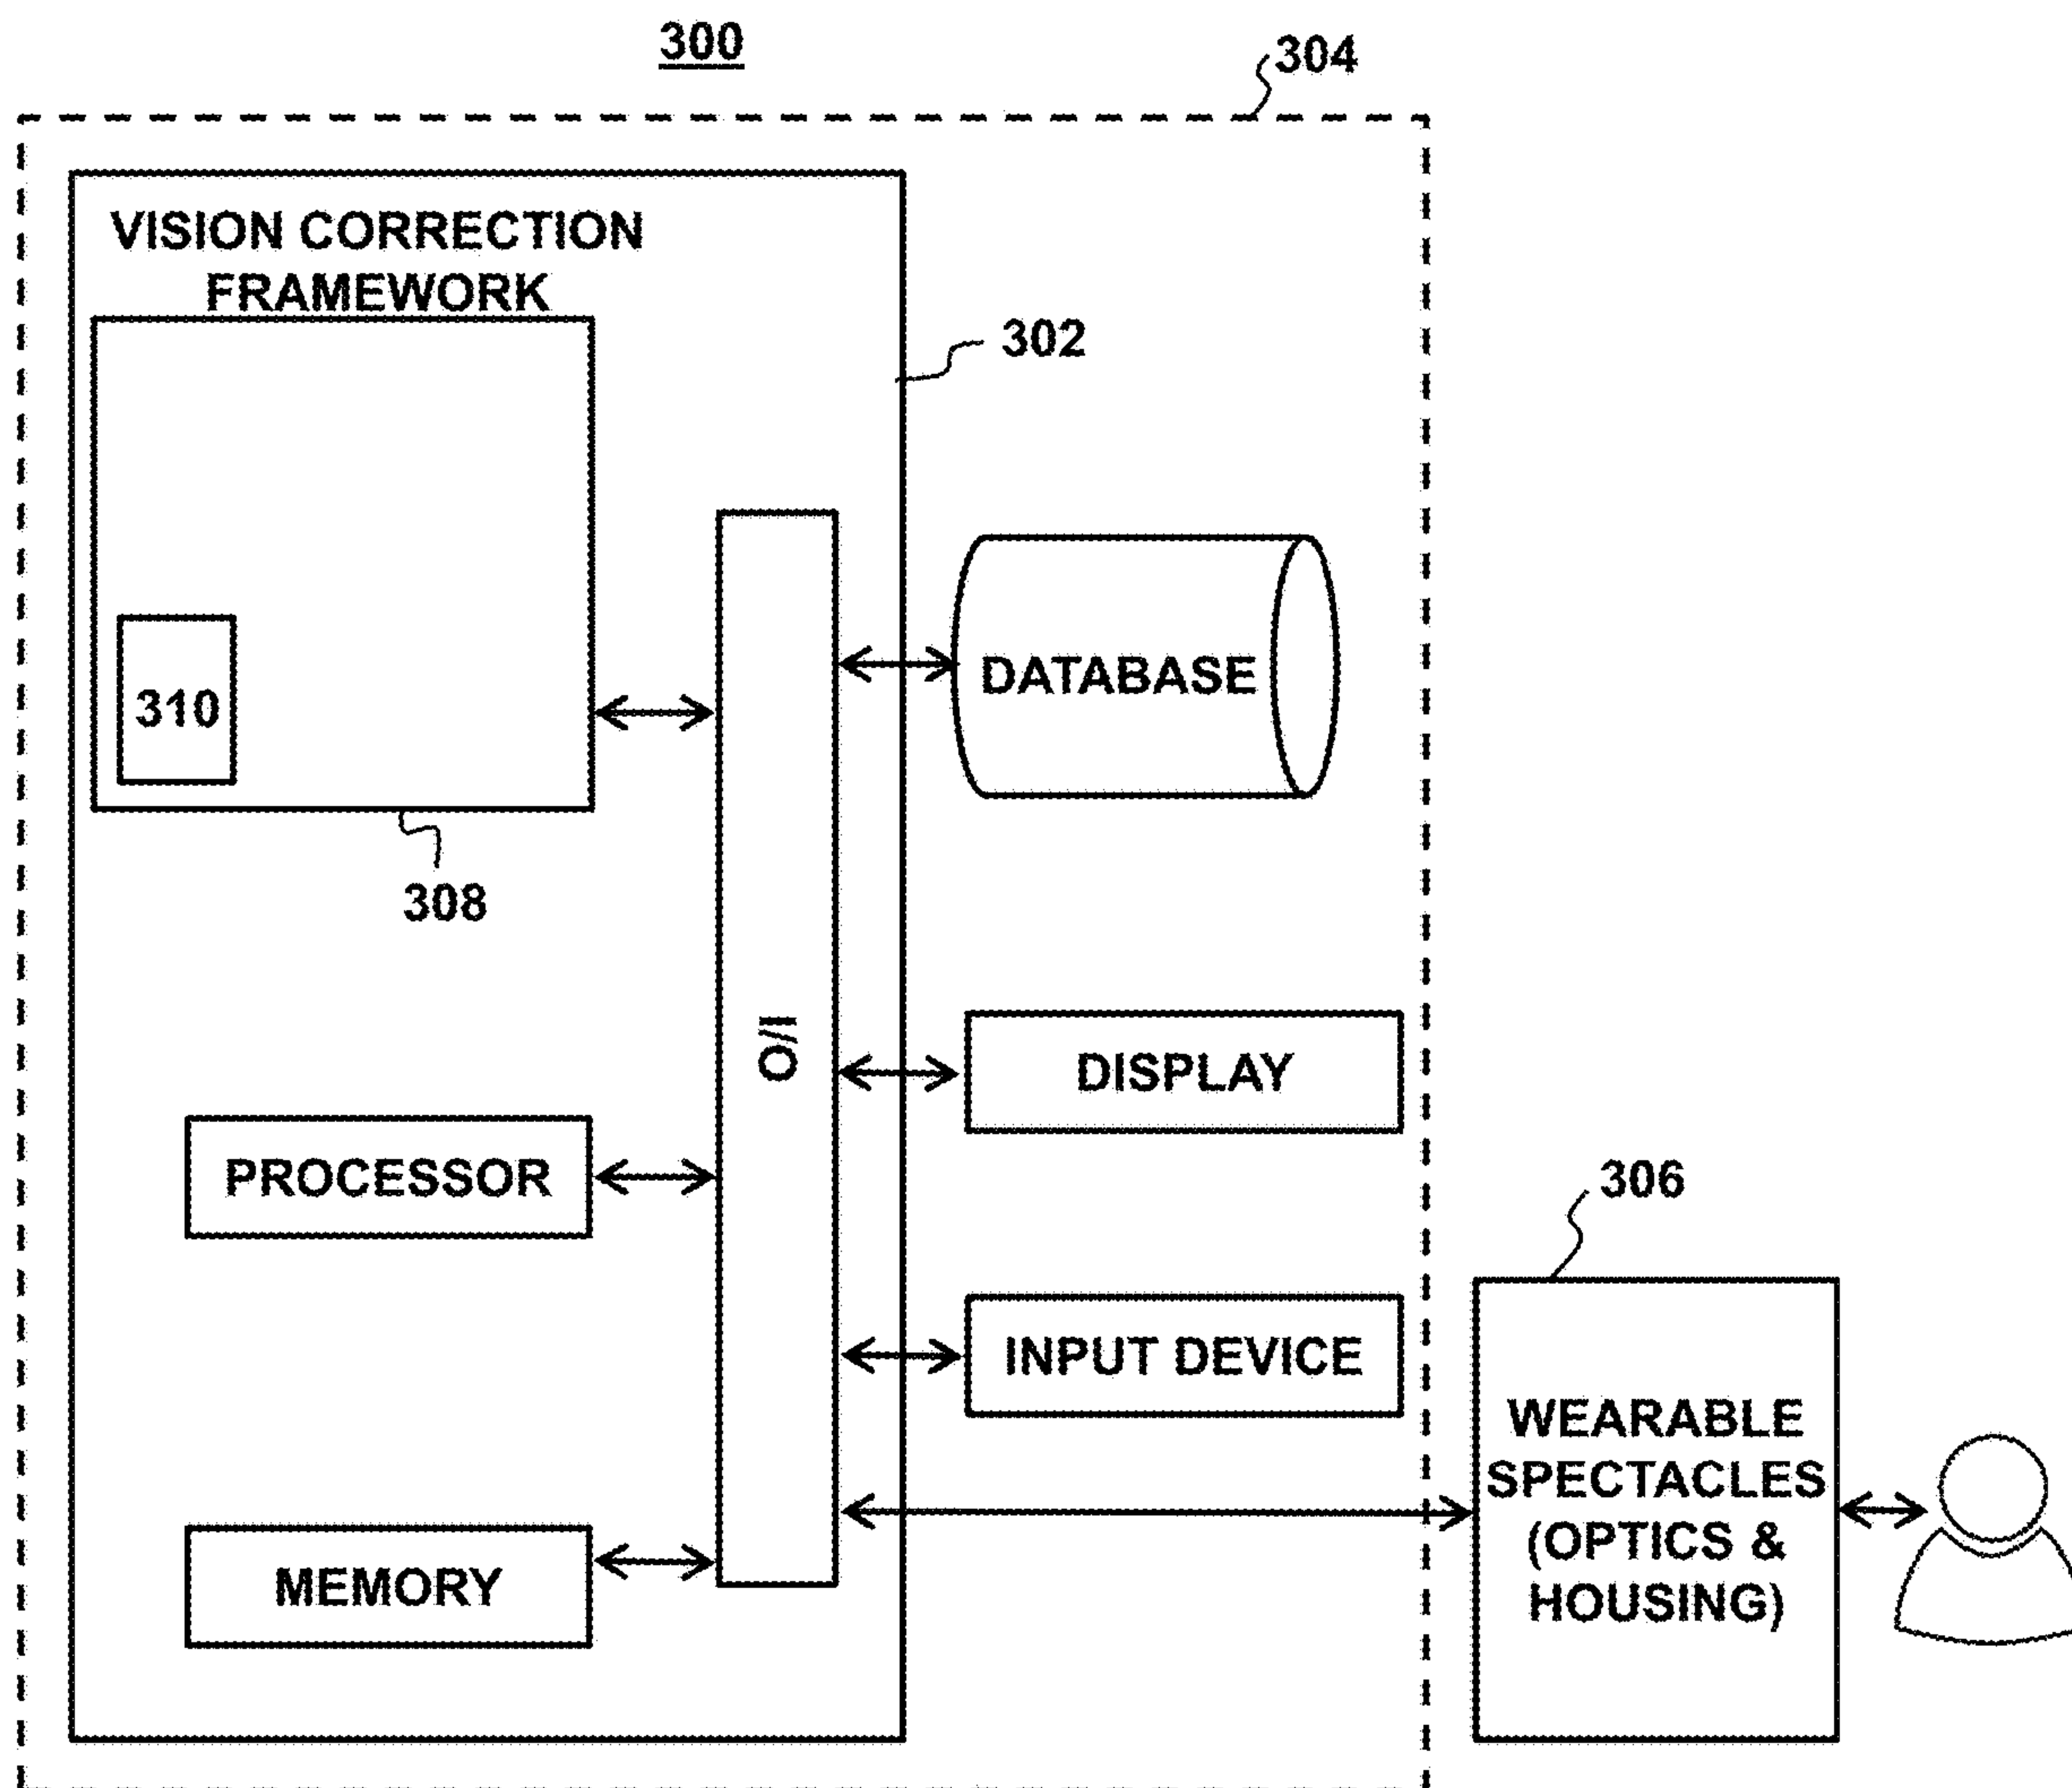 300
304
VISION CORRECTION
FRAMEWORK
302
310
308
DATABASE
I/O
DISPLAY
PROCESSOR
306
INPUT DEVICE
WEARABLE
SPECTACLES
(OPTICS &
HOUSING)
MEMORY